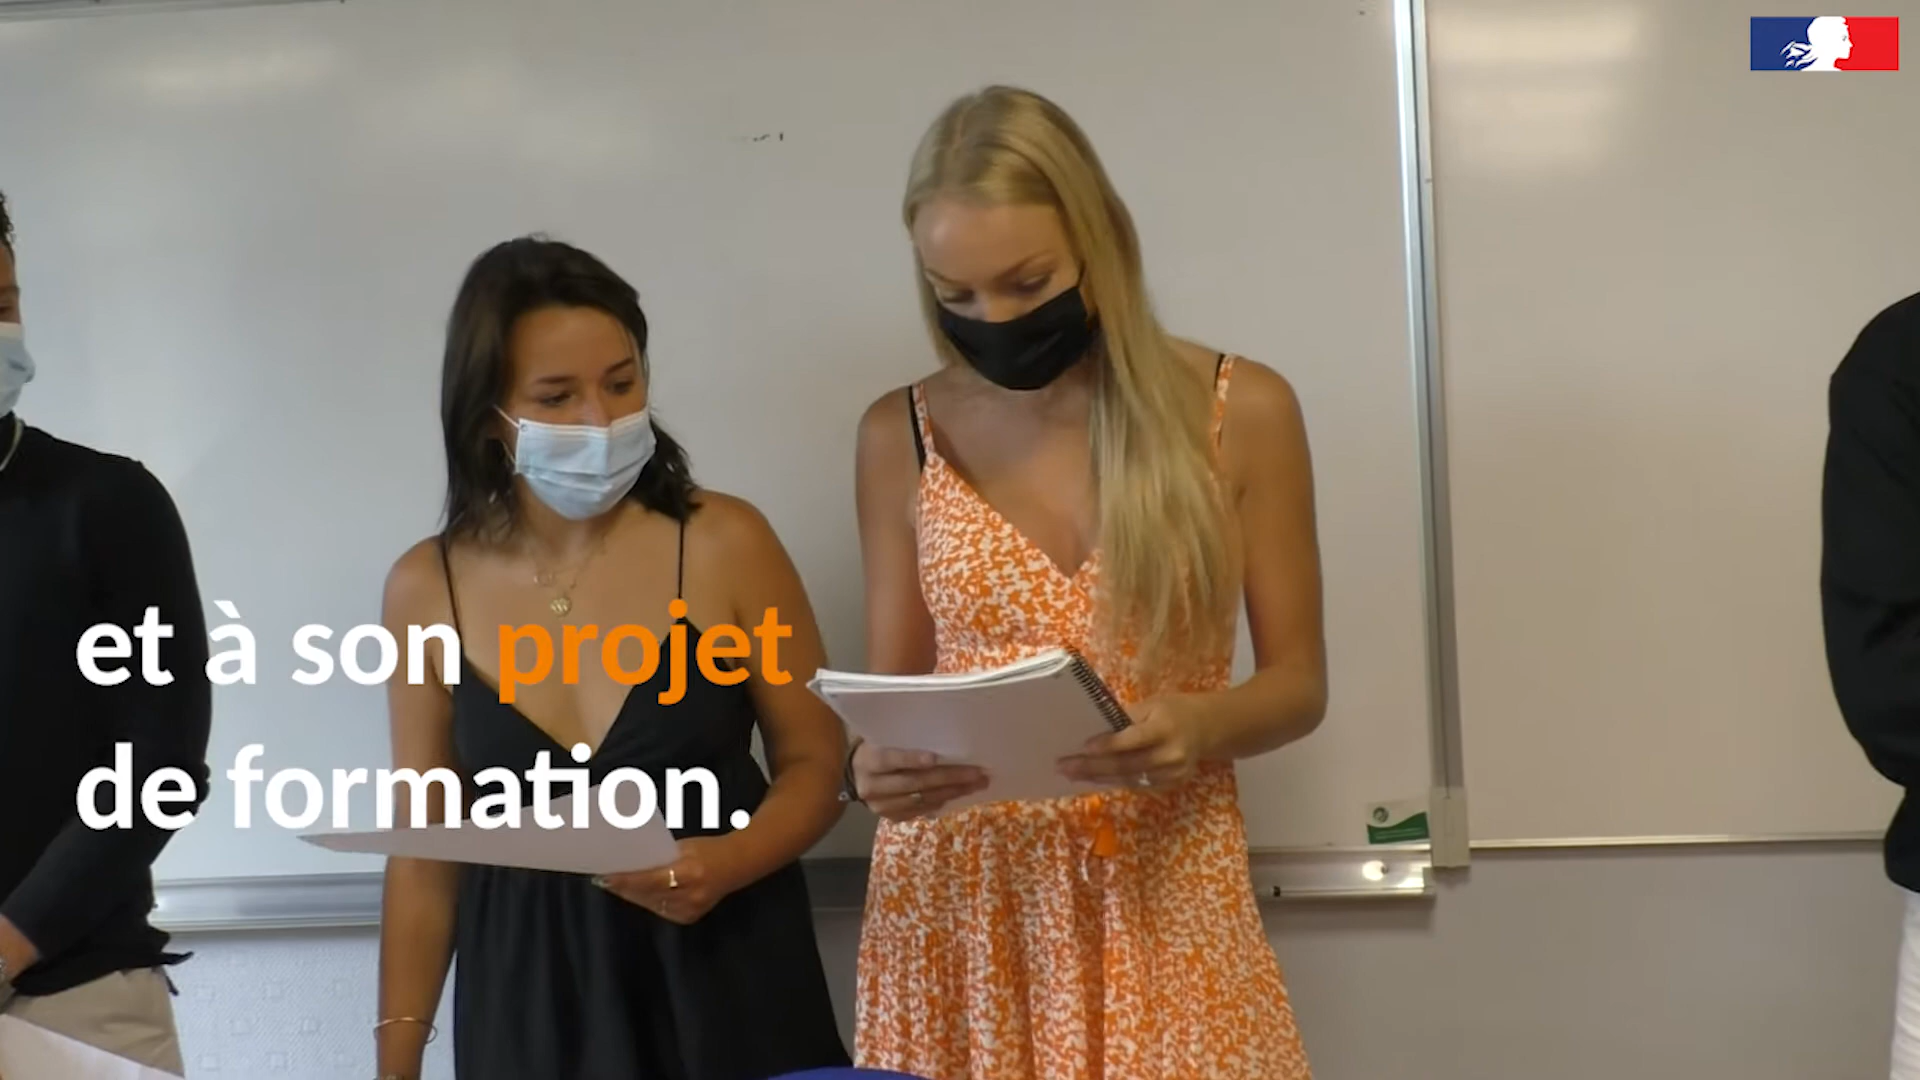 et à son projet
de formation.